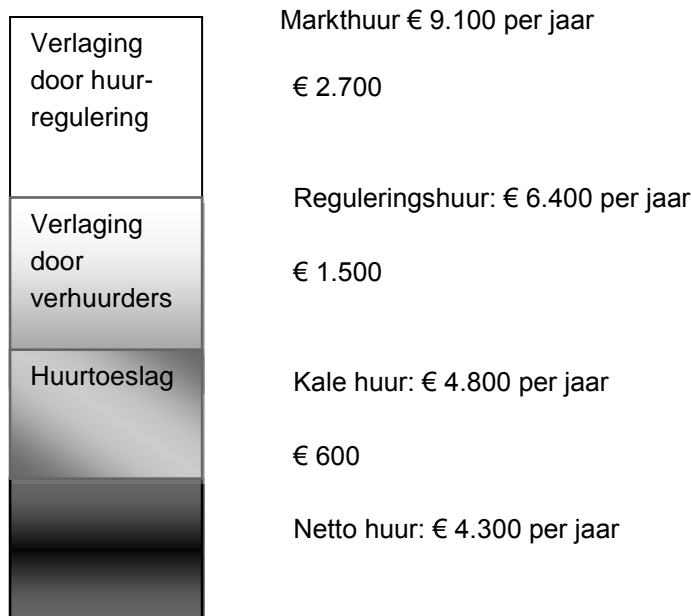 Markthuur € 9.100 per jaar
Verlaging
door huur-
regulering
€ 2.700
Reguleringshuur: € 6.400 per jaar
Verlaging
door
verhuurders
€ 1.500
Huurtoeslag
Kale huur: € 4.800 per jaar
€ 600
Netto huur: € 4.300 per jaar